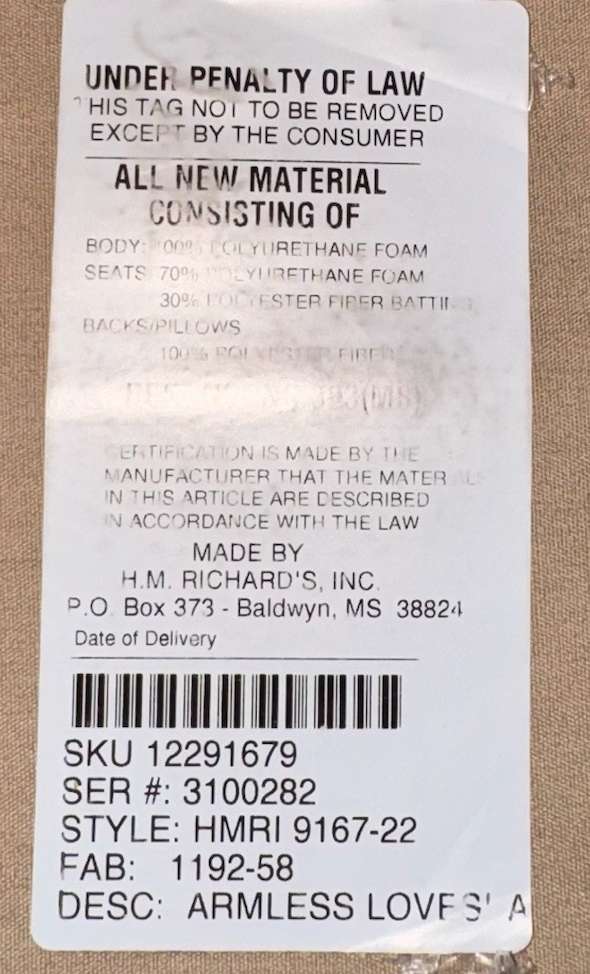 UNDER PENALTY OF LAW
THIS TAG NOT TO BE REMOVED
EXCEPT BY THE CONSUMER
ALL NEW MATERIAL
CONSISTING OF
BODY: 100% POLYURETHANE FOAM
SEATS 70% POLYURETHANE FOAM
30% POLYESTER FIBER BATTI
BACKS/PILLOWS
100% POLYESTER FIBER
(MS)
CERTIFICATION IS MADE BY THE
MANUFACTURER THAT THE MATERIALS
IN THIS ARTICLE ARE DESCRIBED
IN ACCORDANCE WITH THE LAW
MADE BY
H.M. RICHARD'S, INC.
P.O. Box 373 - Baldwyn, MS 38824
Date of Delivery
SKU 12291679
SER #: 3100282
STYLE: HMRI 9167-22
FAB: 1192-58
DESC: ARMLESS